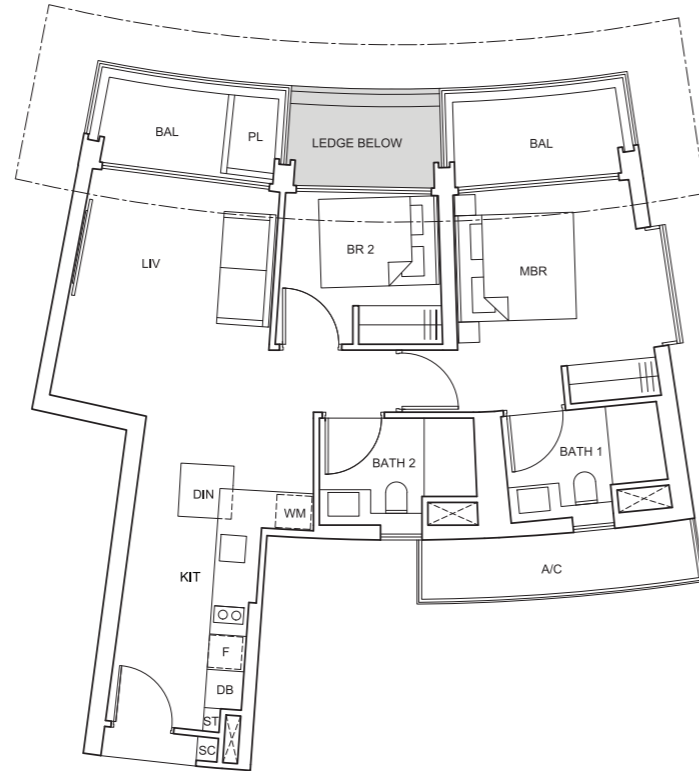 BAL
PL
LEDGE BELOW
BAL
LIV
BR 2
MBR
BATH 2
BATH 1
DIN
WM
KIT
A/C
F
DB
ST
SC